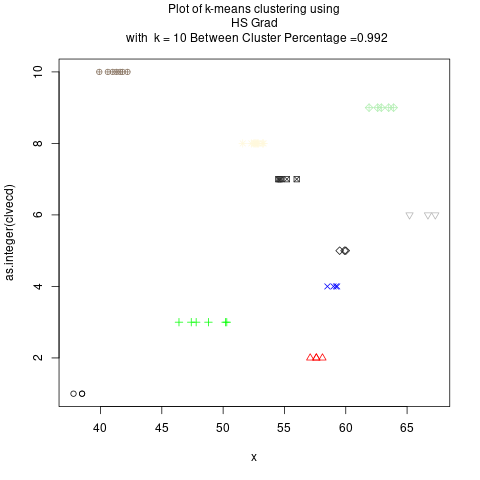 Plot of k-means clustering using
HS Grad
with  k = 10 Between Cluster Percentage =0.992
as.integer(clvecd)
10
8
6
4
2
40 45 50 55 60 65
x